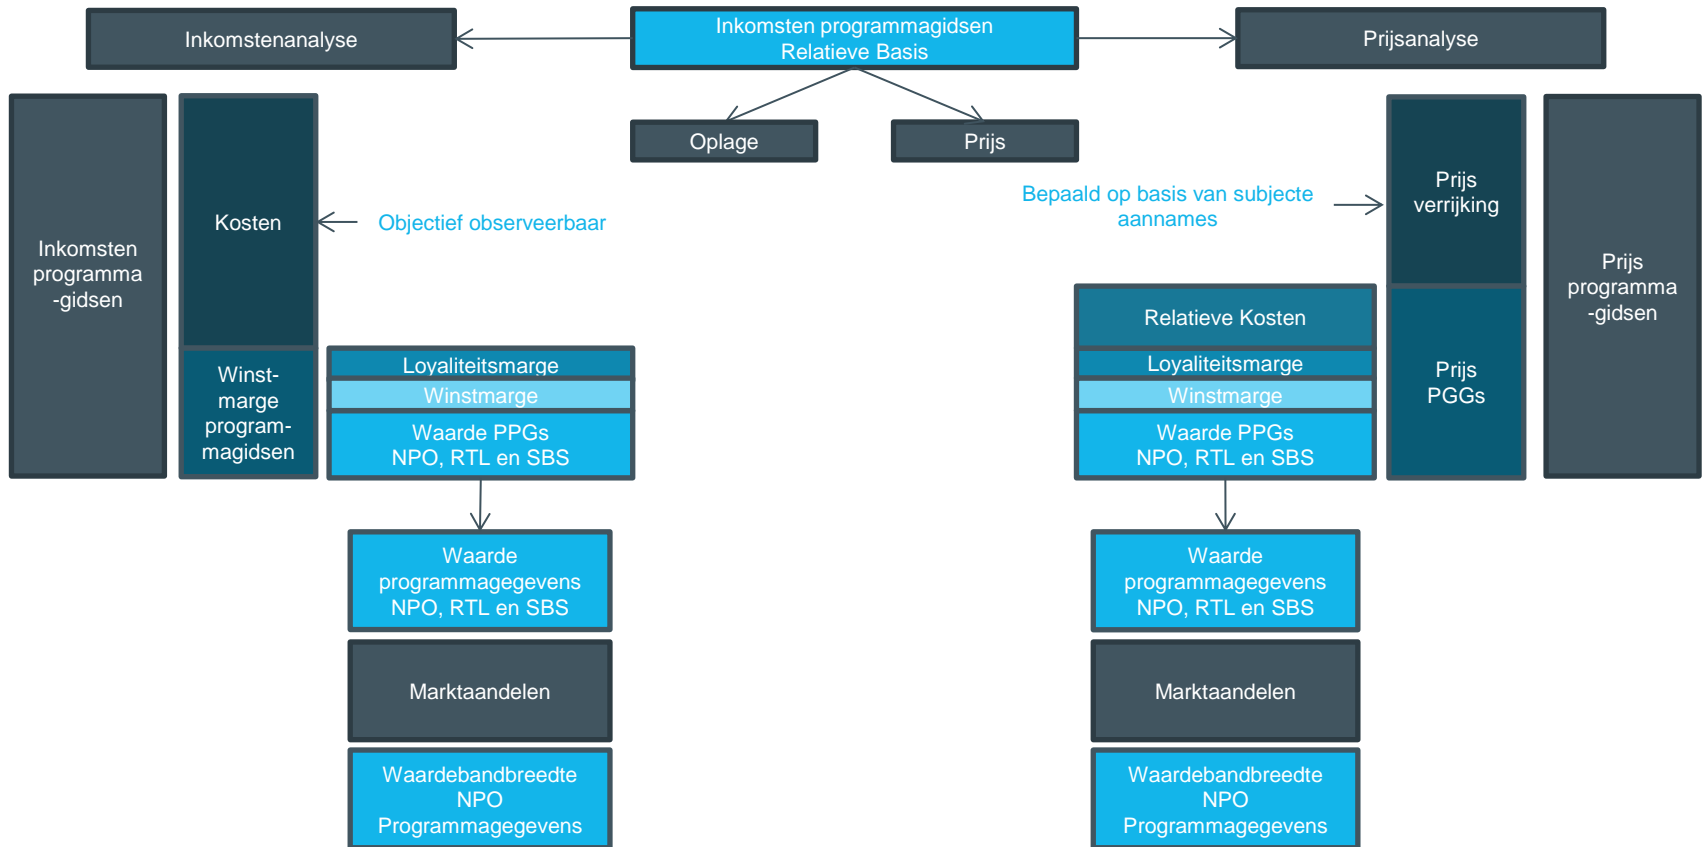 Inkomstenanalyse
Inkomsten programmagidsen
Relatieve Basis
Prijsanalyse
Oplage
Prijs
Inkomsten
programma
-gidsen
Kosten
Objectief observeerbaar
Winst-
marge
program-
magidsen
Loyaliteitsmarge
Winstmarge
Waarde PPGs
NPO, RTL en SBS
Waarde
programmagegevens
NPO, RTL en SBS
Marktaandelen
Waardebandbreedte
NPO
Programmagegevens
Bepaald op basis van subjecte
aannames
Prijs
verrijking
Prijs
programma
-gidsen
Relatieve Kosten
Loyaliteitsmarge
Winstmarge
Waarde PPGs
NPO, RTL en SBS
Prijs
PGGs
Waarde
programmagegevens
NPO, RTL en SBS
Marktaandelen
Waardebandbreedte
NPO
Programmagegevens